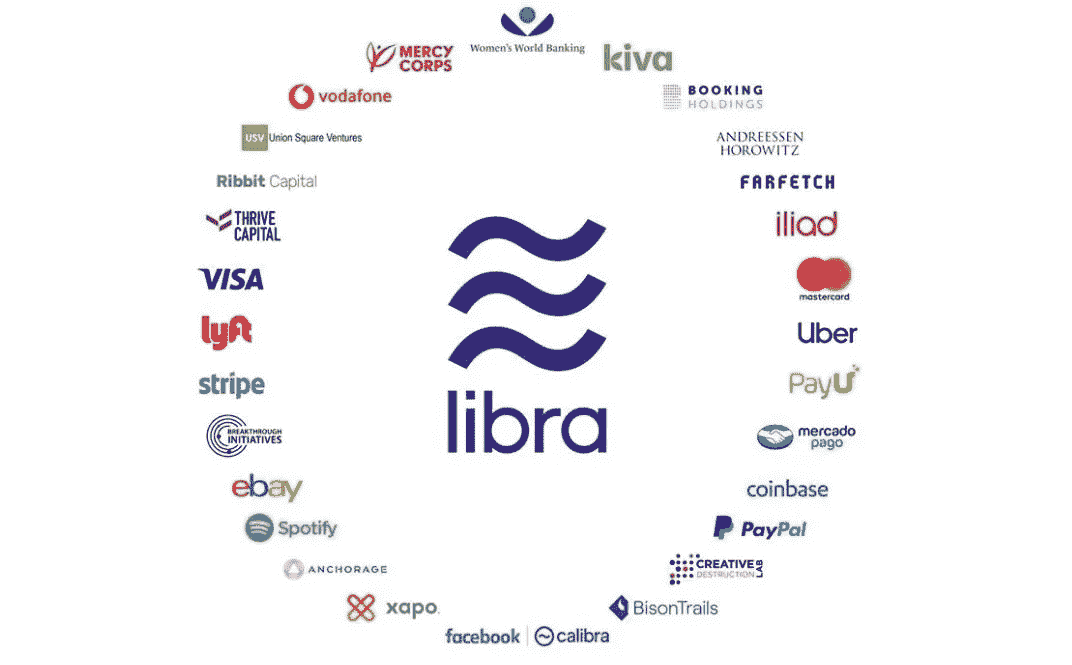 Women's World Banking
MERCY
CORPS
kiva
vodafone
BOOKING
HOLDINGS
USV Union Square Ventures
ANDREESSEN
HOROWITZ
Ribbit Capital
FARFETCH
THRIVE
CAPITAL
iliad
VISA
mastercard
lyft
Uber
stripe
PayU
BREAKTHROUGH
INITIATIVES
mercado
pago
libra
ebay
coinbase
Spotify
PayPal
ANCHORAGE
CREATIVE
DESTRUCTION
LAB
xapo
BisonTrails
facebook calibra